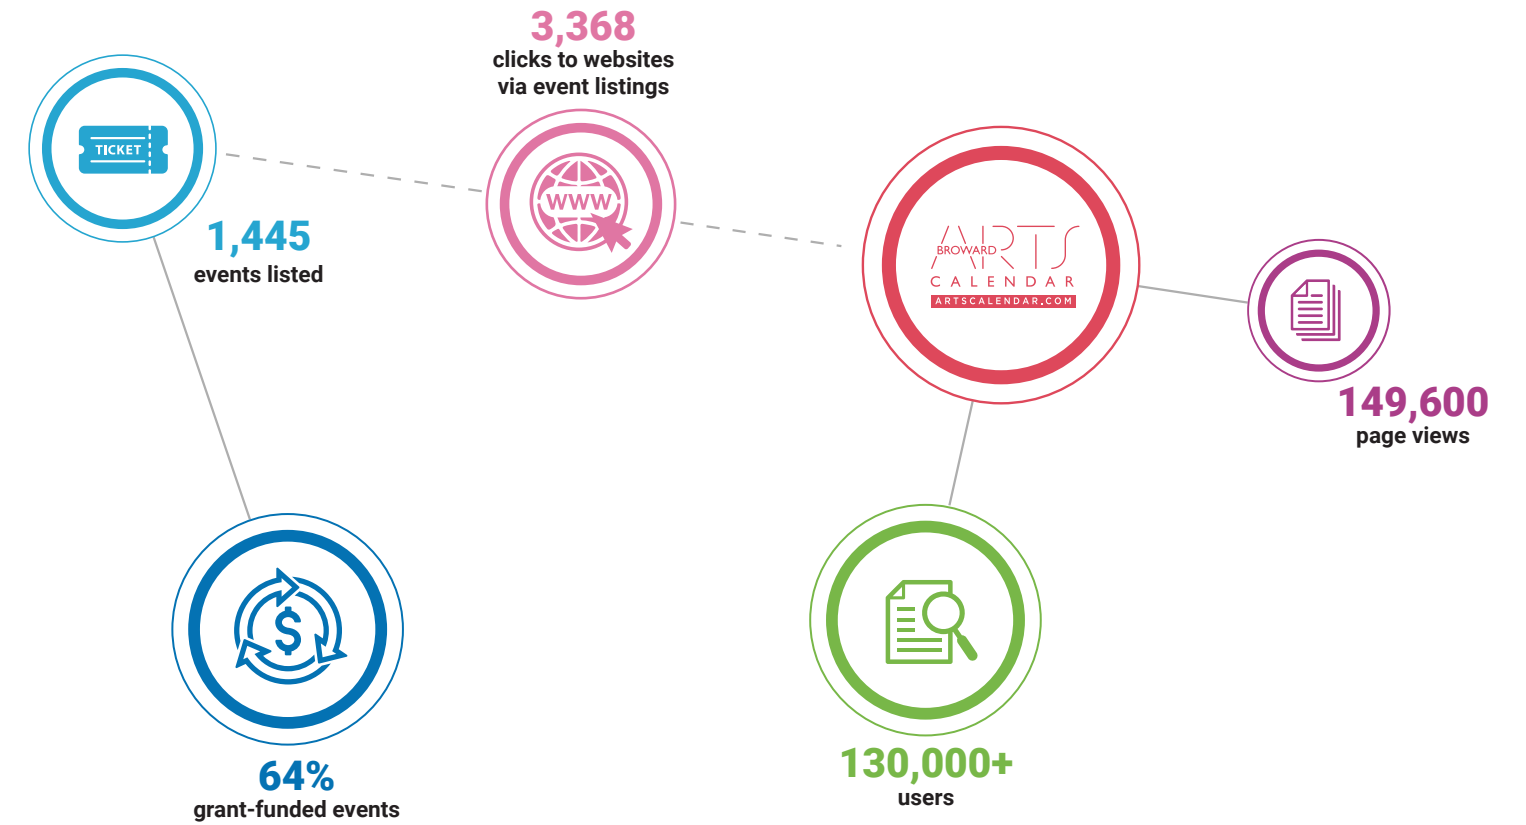 3,368
clicks to websites
via event listings
TICKET
1,445
events listed
WWW
ARTS
BROWARD
CALENDAR
ARTSCALENDAR.COM
149,600
page views
$
64%
grant-funded events
130,000+
users